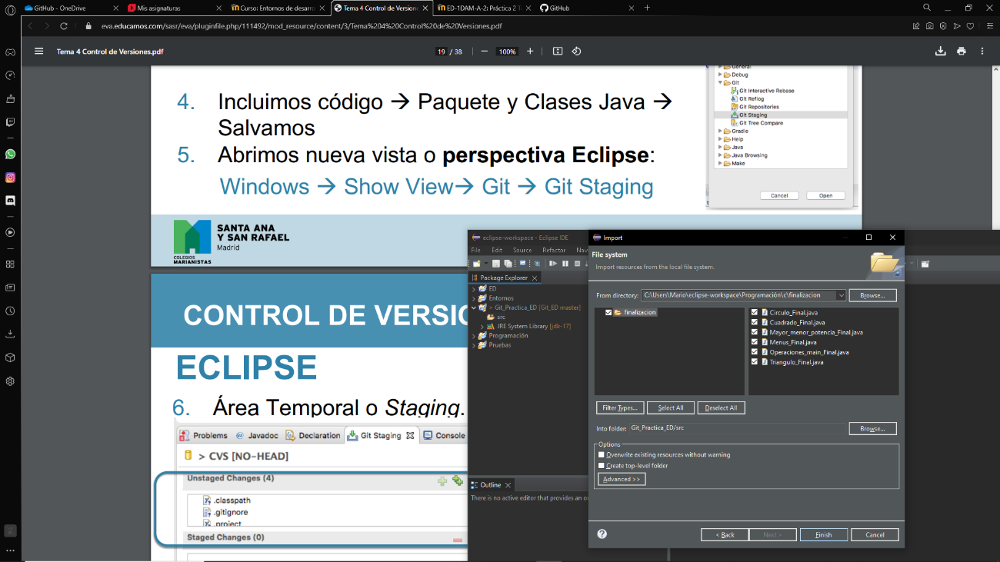 GitHub - OneDrive
Mis asignaturas
Curso: Entornos de desarro
Tema 4 Control de Version
ED-1DAM-A-2: Práctica 2 T
GitHub
eva.educamos.com/sasr/eva/pluginfile.php/111492/mod_resource/content/3/Tema%204%20Control%20de%20Versiones.pdf
Tema 4 Control de Versiones.pdf
19 / 38
100%
4. Incluimos código → Paquete y Clases Java →
Salvamos
5. Abrimos nueva vista o perspectiva Eclipse:
Windows → Show View→ Git → Git Staging
General
Debug
Git
Git Interactive Rebase
Git Reflog
Git Repositories
Git Staging
Git Tree Compare
Gradle
Help
Java
Java Browsing
Make
Cancel
Open
SANTA ANA
Y SAN RAFAEL
Madrid
COLEGIOS
MARIANISTAS
CONTROL DE VERSIO
ECLIPSE
6. Área Temporal o Staging.
Problems
@ Javadoc
Declaration
Git Staging
Console
> CVS [NO-HEAD]
Unstaged Changes (4)
.classpath
.gitignore
.project
Staged Changes (0)
eclipse-workspace - Eclipse IDE
File Edit Source Refactor Nav
Package Explorer
ED
Entornos
> Git_Practica_ED [Git_ED master]
src
JRE System Library [jdk-17]
Programación
Pruebas
Outline
There is no active editor that provides an ou
Import
File system
Import resources from the local file system.
From directory: C:\Users\Mario\eclipse-workspace\Programación\c\finalizacion
Browse...
finalizacion
Circulo_Final.java
Cuadrado_Final.java
Mayor_menor_potencia_Final.java
Menus_Final.java
Operaciones_main_Final.java
Triangulo_Final.java
Filter Types...
Select All
Deselect All
Into folder: Git_Practica_ED/src
Browse...
Options
Overwrite existing resources without warning
Create top-level folder
Advanced >>
< Back
Next >
Finish
Cancel